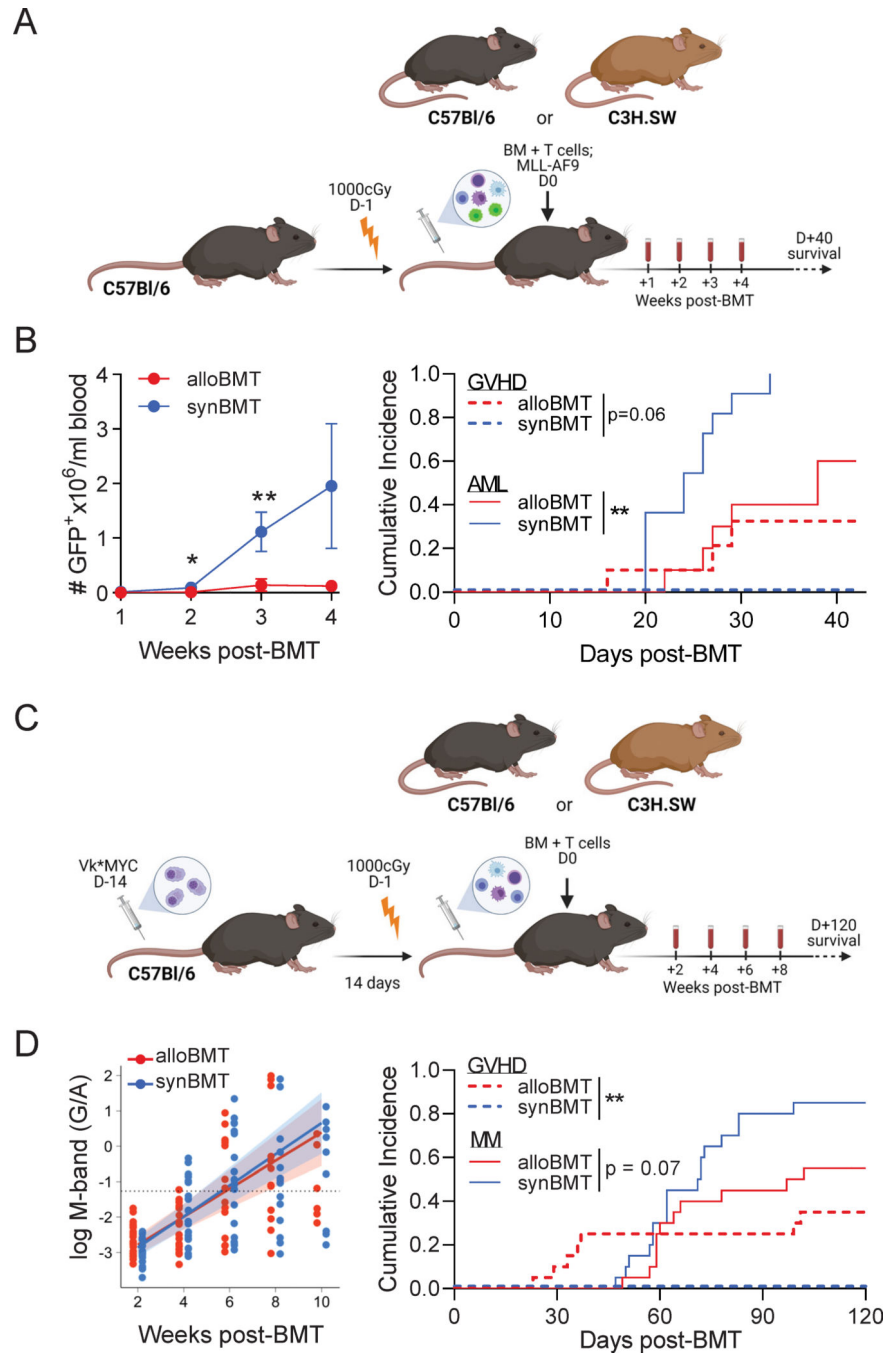 A
C57Bl/6 or C3H.SW
BM + T cells;
MLL-AF9
D0
1000cGy
D-1
D+40
survival
C57Bl/6
+1 +2 +3 +4
Weeks post-BMT
B
alloBMT
synBMT
# GFP+x10^6/ml blood
4
3
2
1
0
*
**
1 2 3 4
Weeks post-BMT
Cumulative Incidence
1.0
0.8
0.6
0.4
0.2
0.0
GVHD
alloBMT
synBMT
p=0.06
AML
alloBMT
synBMT
**
0 10 20 30 40
Days post-BMT
C
C57Bl/6 or C3H.SW
BM + T cells
D0
Vk*MYC
D-14
1000cGy
D-1
D+120
survival
C57Bl/6
14 days
+2 +4 +6 +8
Weeks post-BMT
D
alloBMT
synBMT
log M-band (G/A)
2
1
0
-1
-2
-3
2 4 6 8 10
Weeks post-BMT
Cumulative Incidence
1.0
0.8
0.6
0.4
0.2
0.0
GVHD
alloBMT
synBMT
**
MM
alloBMT
synBMT
p = 0.07
0 30 60 90 120
Days post-BMT